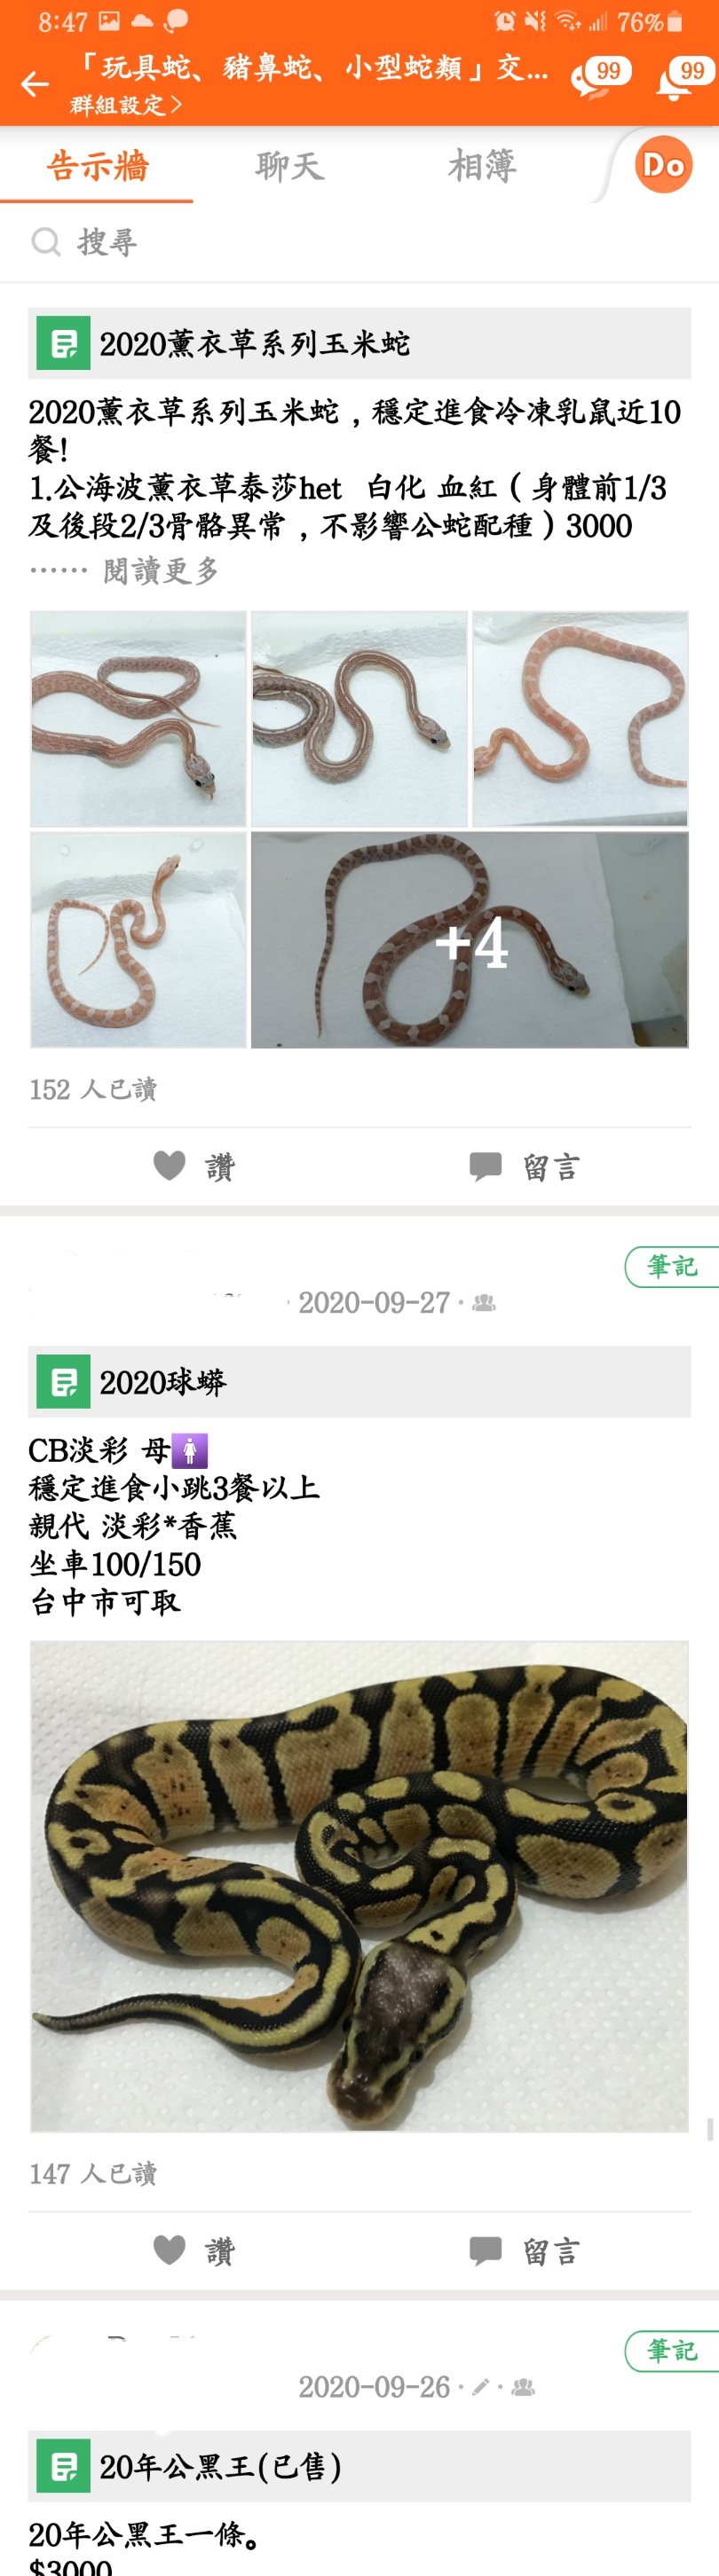 8:47
76%
「玩具蛇、豬鼻蛇、小型蛇類」交...
99
99
群組設定>
告示牆
聊天
相簿
Do
搜尋
2020薰衣草系列玉米蛇
2020薰衣草系列玉米蛇，穩定進食冷凍乳鼠近10
餐!
1.公海波薰衣草泰莎het 白化 血紅（身體前1/3
及後段2/3骨骼異常，不影響公蛇配種）3000
…… 閱讀更多
+4
152 人已讀
讚
留言
筆記
· 2020-09-27 ·
2020球蟒
CB淡彩 母🚺
穩定進食小跳3餐以上
親代 淡彩*香蕉
坐車100/150
台中市可取
147 人已讀
讚
留言
筆記
2020-09-26 · ·
20年公黑王(已售)
20年公黑王一條。
$3000